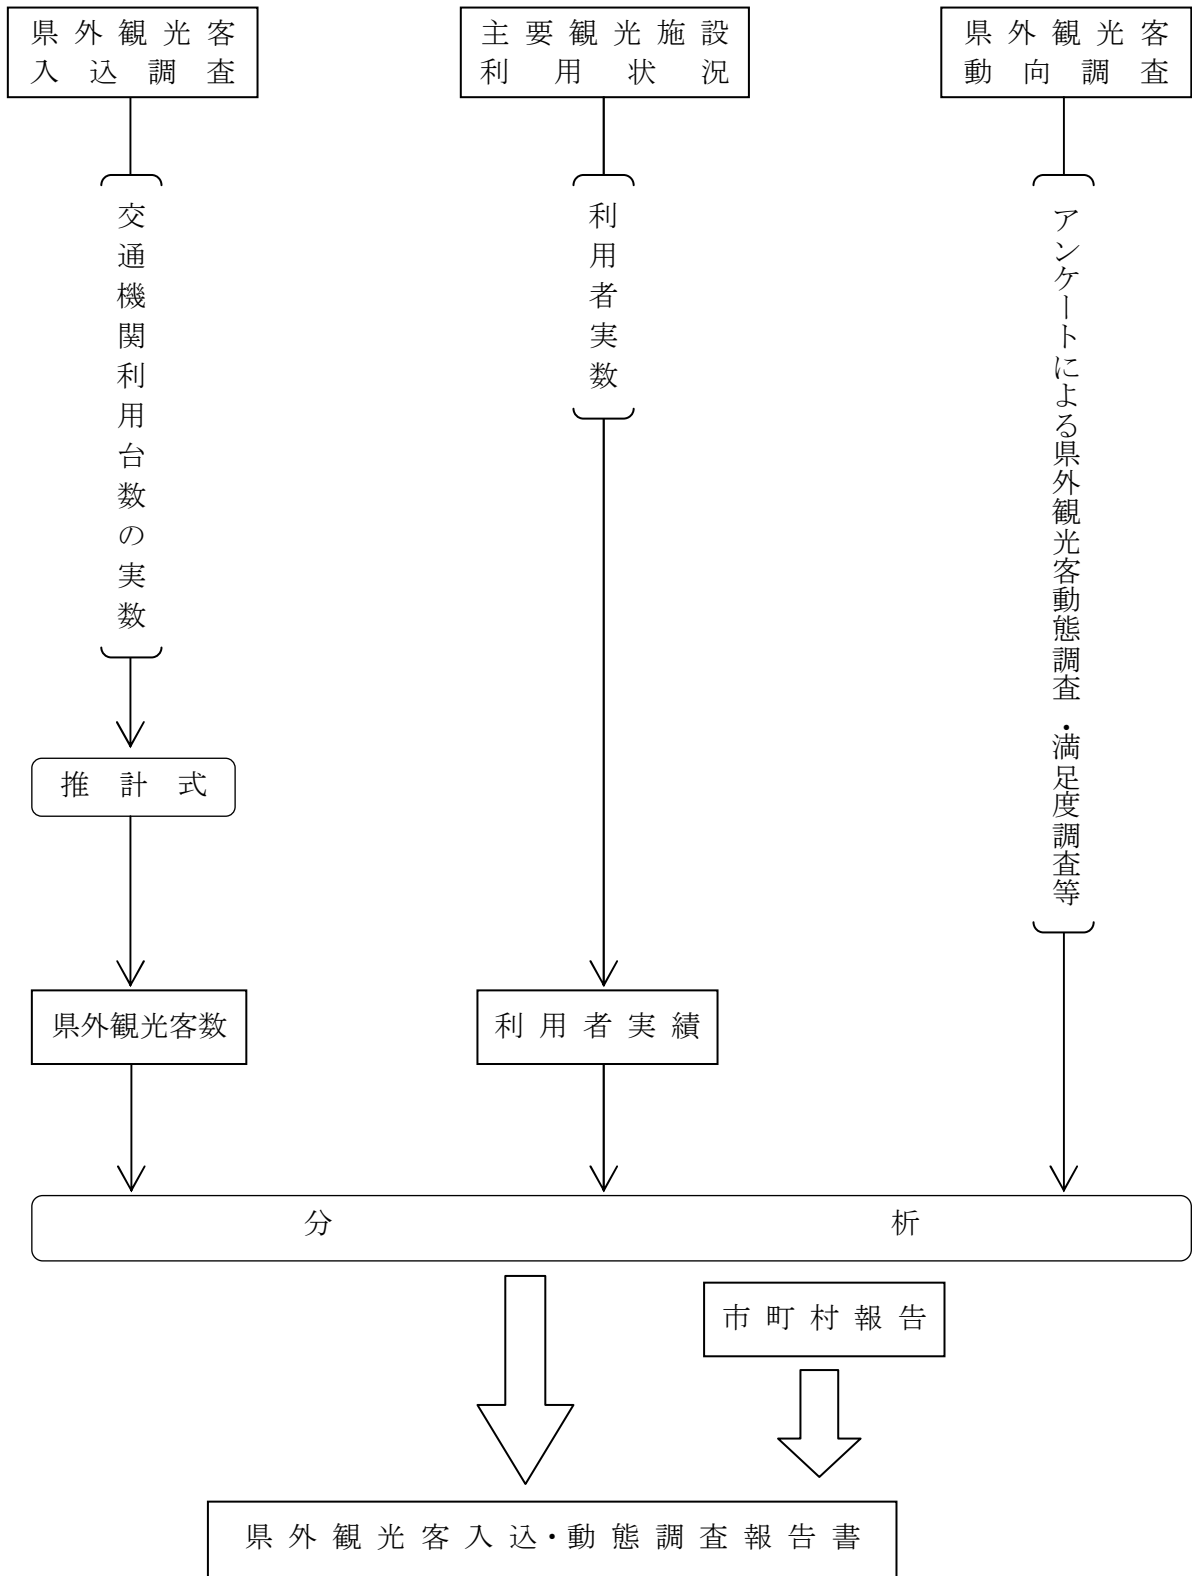 県外観光客
入込調査
主要観光施設
利用状況
県外観光客
動向調査
交通機関利用台数の実数
利用者実数
アンケートによる県外観光客動態調査・満足度調査等
推計式
県外観光客数
利用者実績
分析
市町村報告
県外観光客入込・動態調査報告書